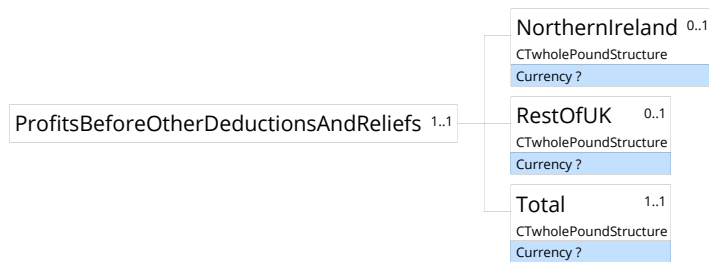 NorthernIreland 0..1
CTwholePoundStructure
Currency ?
ProfitsBeforeOtherDeductionsAndReliefs 1..1
RestOfUK 0..1
CTwholePoundStructure
Currency ?
Total 1..1
CTwholePoundStructure
Currency ?